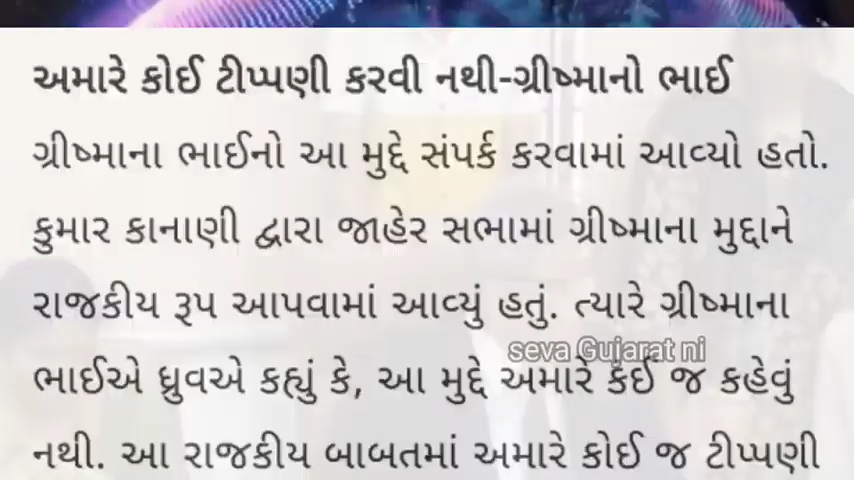 અમારે કોઈ ટીપ્પણી કરવી નથી-ગ્રીષ્માનો ભાઈ
ગ્રીષ્માના ભાઈનો આ મુદ્દે સંપર્ક કરવામાં આવ્યો હતો.
કુમાર કાનાણી દ્વારા જાહેર સભામાં ગ્રીષ્માના મુદ્દાને
રાજકીય રૂપ આપવામાં આવ્યું હતું. ત્યારે ગ્રીષ્માના
seva Gujarat ni
ભાઈએ ધ્રુવએ કહ્યું કે, આ મુદ્દે અમારે કંઈ જ કહેવું
નથી. આ રાજકીય બાબતમાં અમારે કોઈ જ ટીપ્પણી